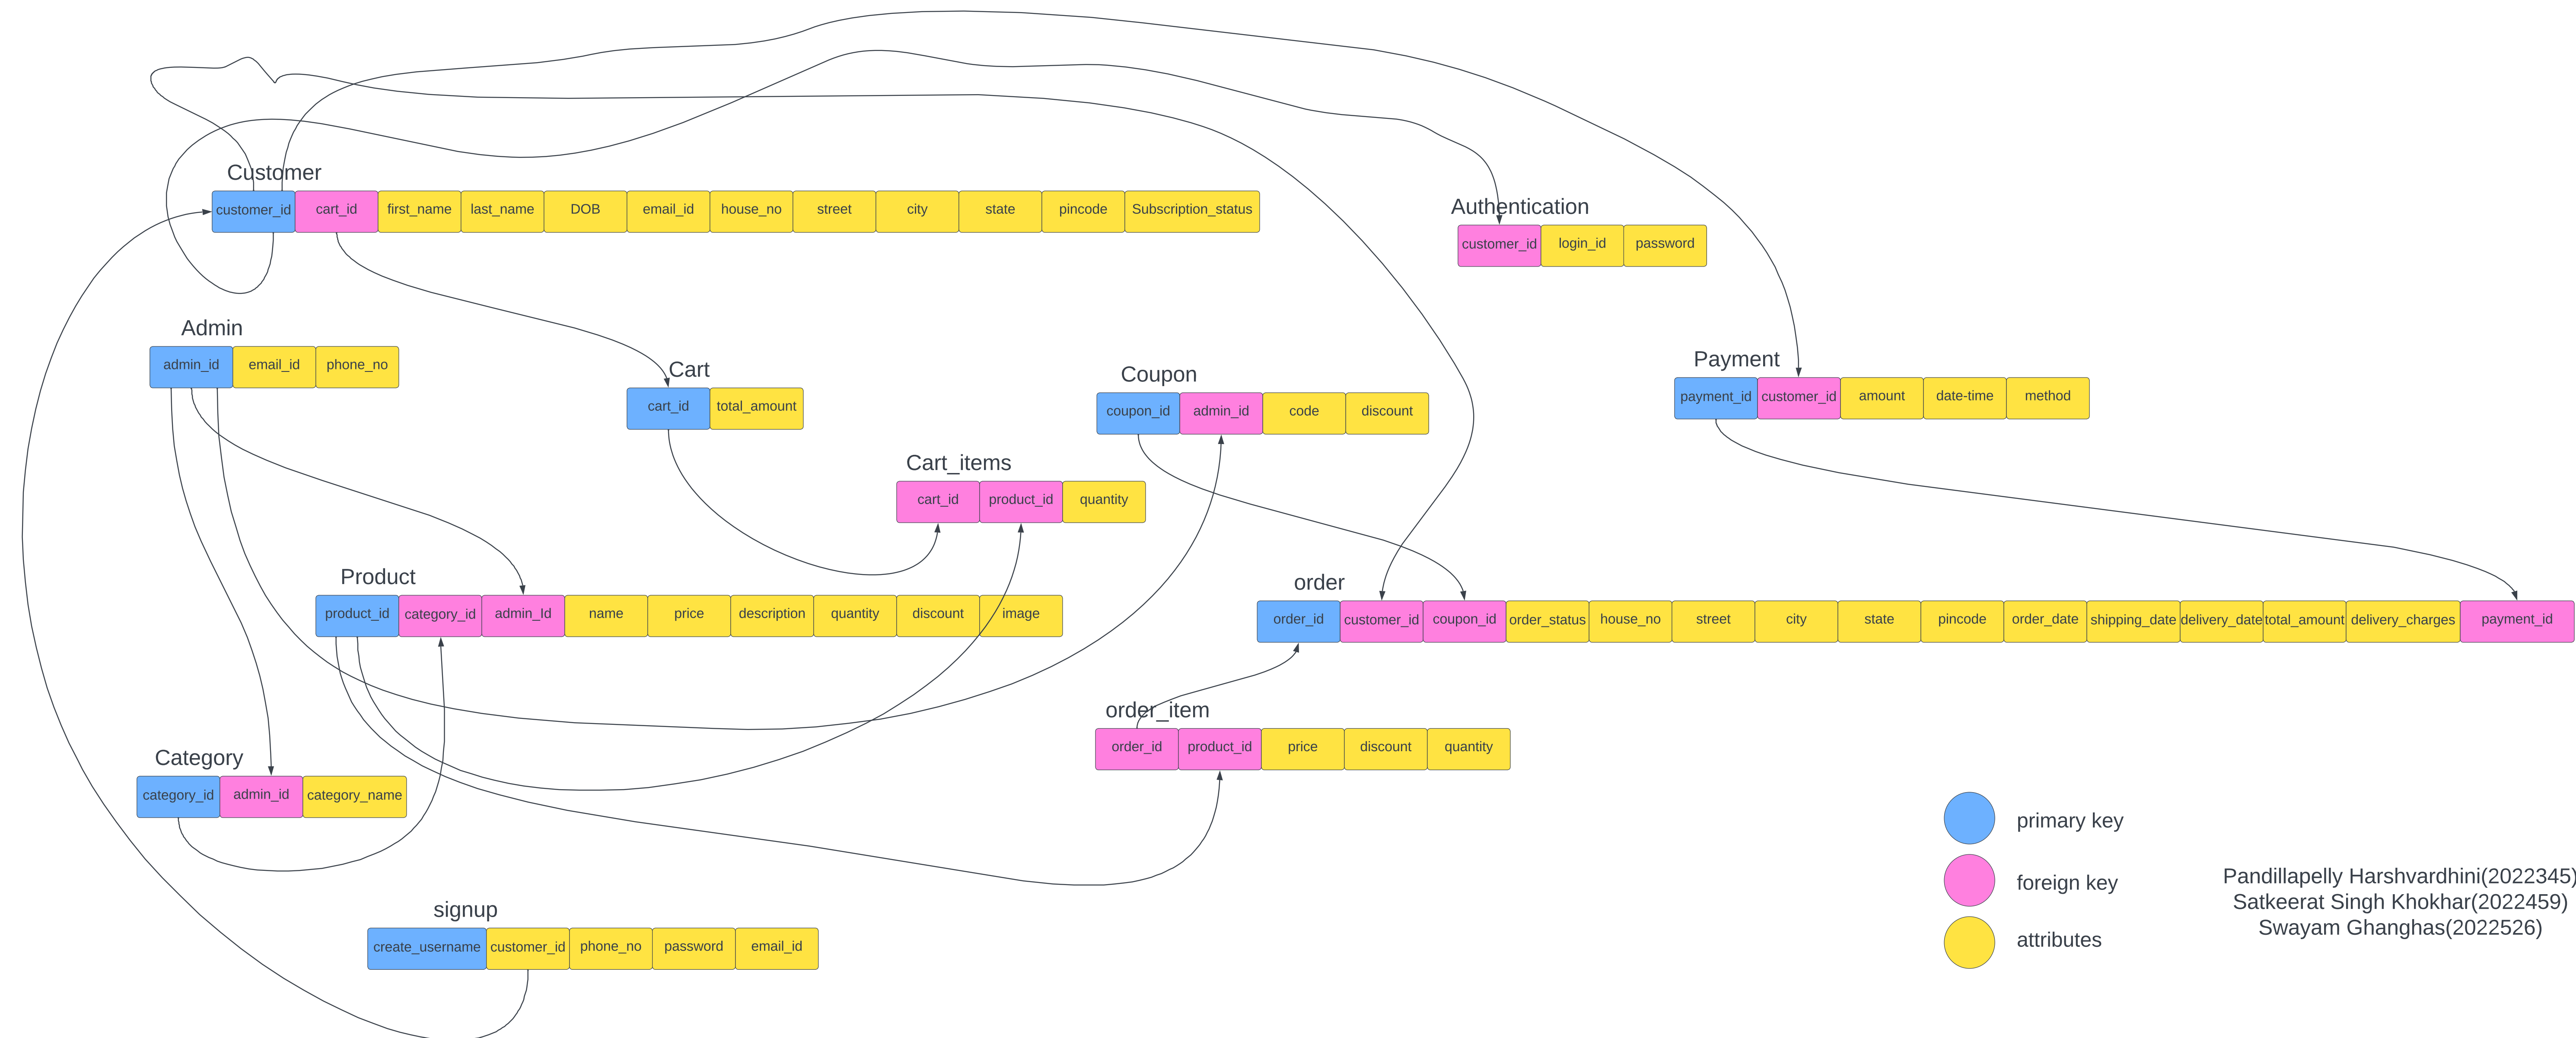 Customer
customer_id cart_id first_name last_name DOB email_id house_no street city state pincode Subscription_status
Authentication
customer_id login_id password
Admin
admin_id email_id phone_no
Cart
cart_id total_amount
Coupon
coupon_id admin_id code discount
Payment
payment_id customer_id amount date-time method
Cart_items
cart_id product_id quantity
Product
product_id category_id admin_Id name price description quantity discount image
order
order_id customer_id coupon_id order_status house_no street city state pincode order_date shipping_date delivery_date total_amount delivery_charges payment_id
order_item
order_id product_id price discount quantity
Category
category_id admin_id category_name
signup
create_username customer_id phone_no password email_id
primary key
foreign key
attributes
Pandillapelly Harshvardhini(2022345)
Satkeerat Singh Khokhar(2022459)
Swayam Ghanghas(2022526)